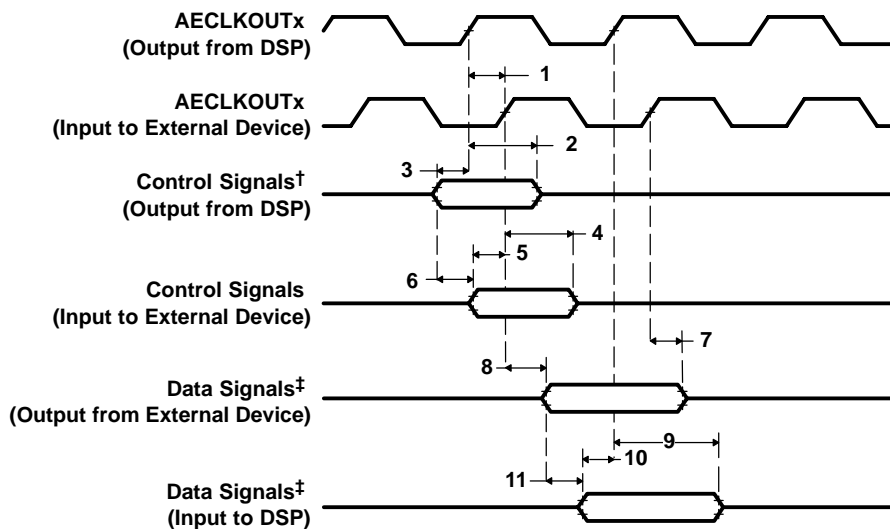 AECLKOUTx
(Output from DSP)
1
AECLKOUTx
(Input to External Device)
2
3
Control Signals†
(Output from DSP)
4
5
6
Control Signals
(Input to External Device)
7
8
Data Signals‡
(Output from External Device)
9
10
11
Data Signals‡
(Input to DSP)